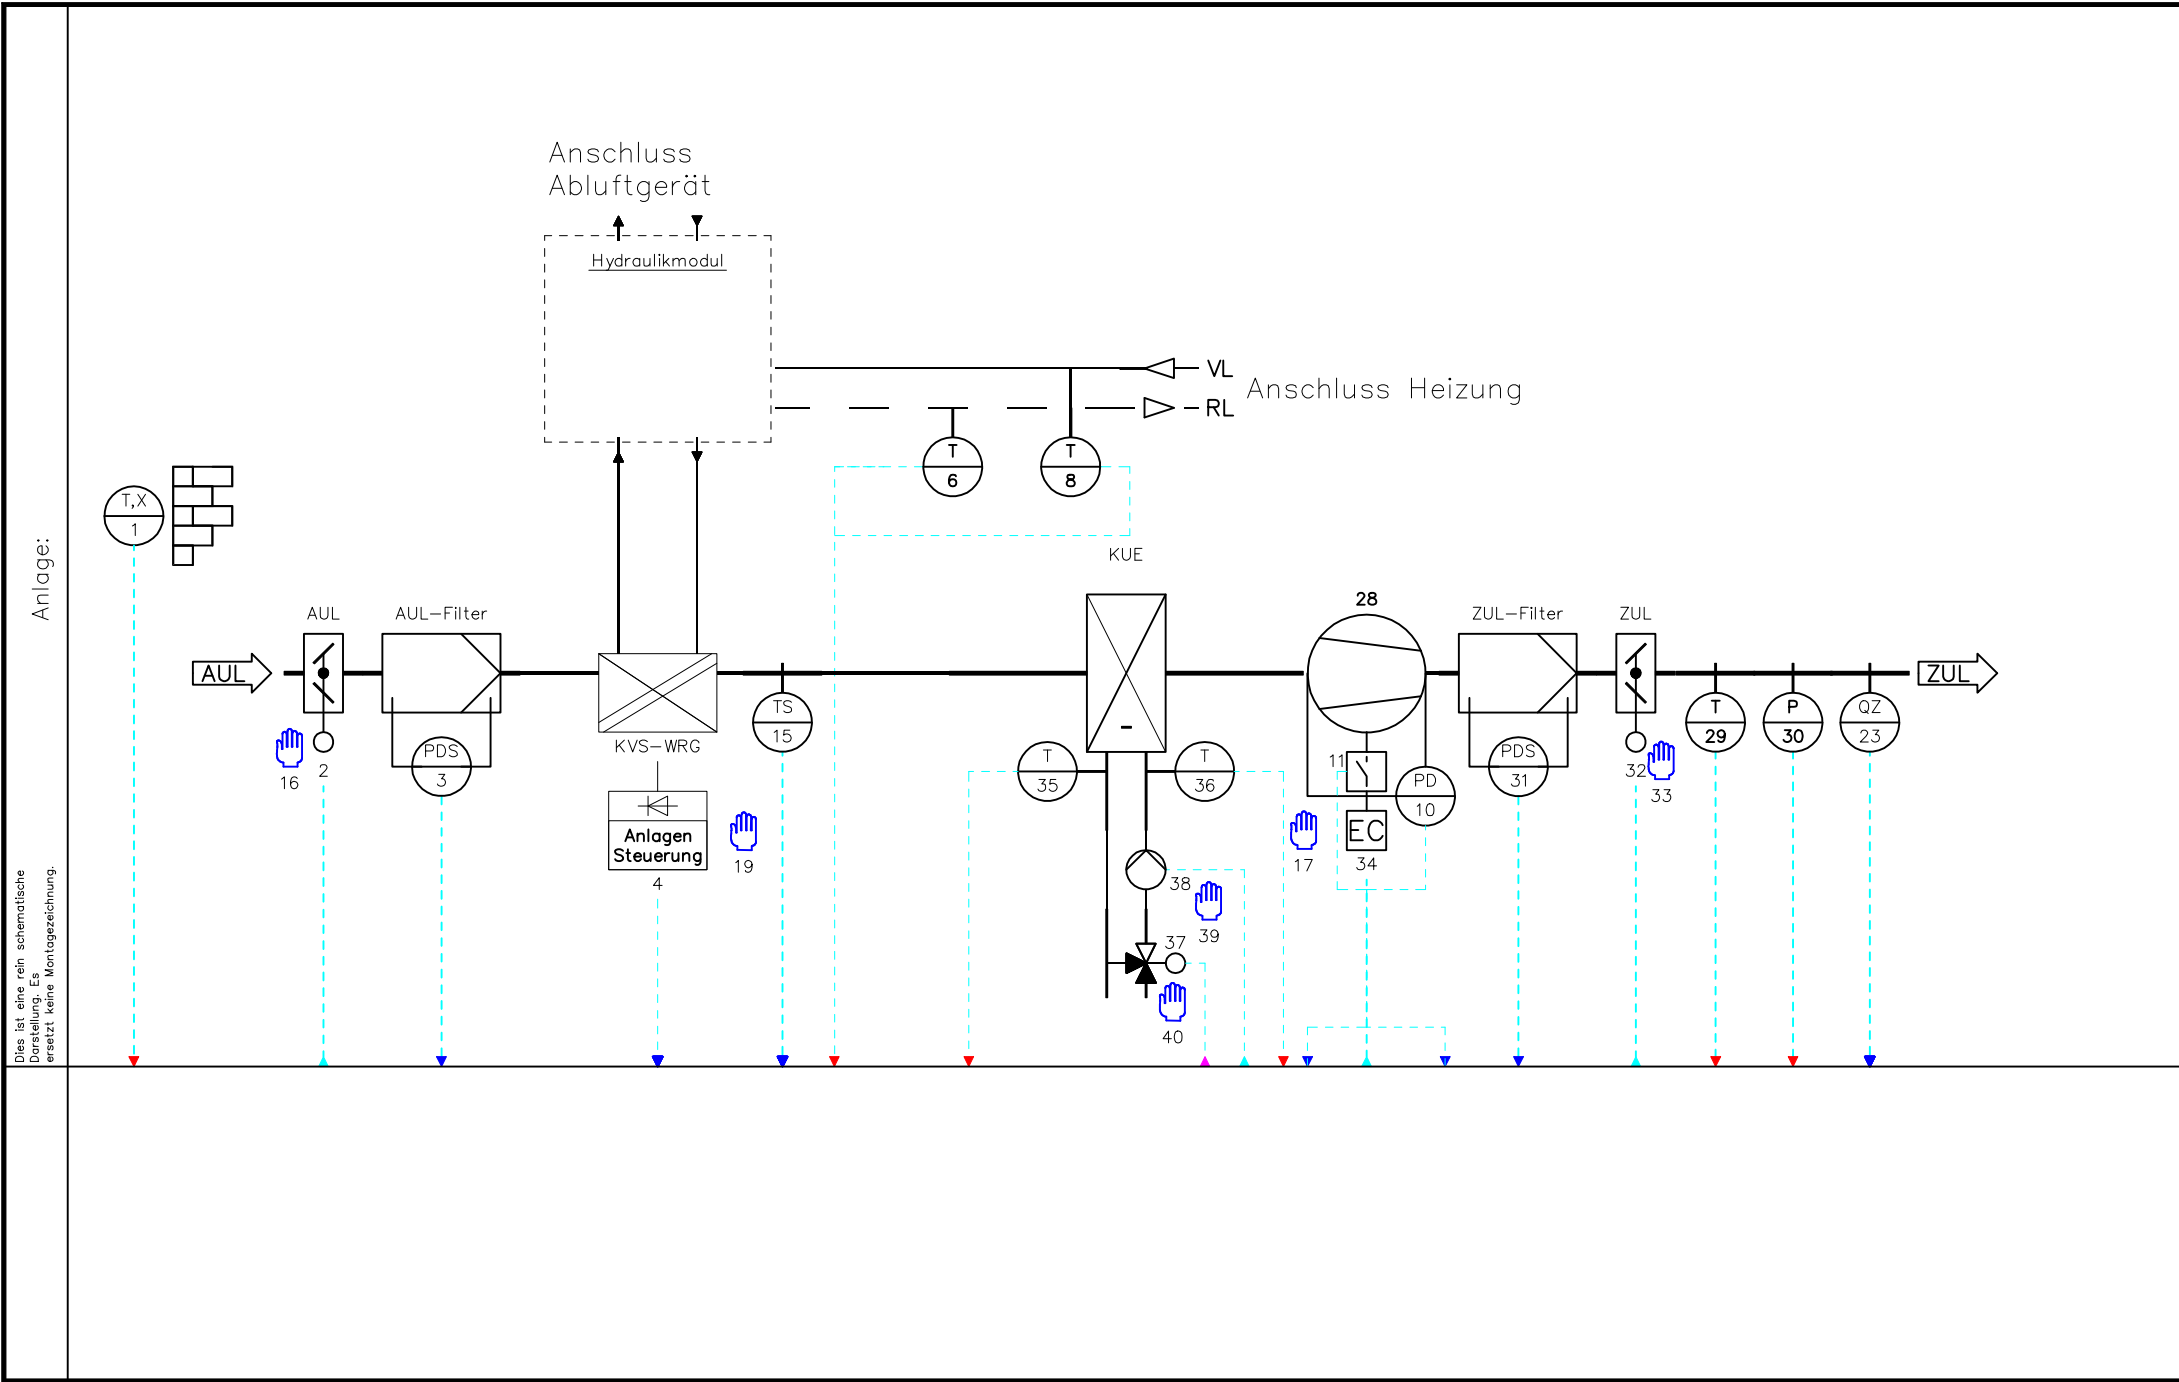 Anschluss
Abluftgerät
Hydraulikmodul
VL
Anschluss Heizung
RL
T
6
T
8
T,X
1
Anlage:
KUE
AUL
AUL-Filter
28
ZUL-Filter
ZUL
AUL
ZUL
KVS-WRG
TS
15
T
29
P
30
QZ
23
16
2
PDS
3
T
35
T
36
11
PD
10
PDS
31
32
33
Anlagen
Steuerung
4
19
17
EC
34
38
39
37
40
Dies ist eine rein schematische
Darstellung. Es
ersetzt keine Montagezeichnung.